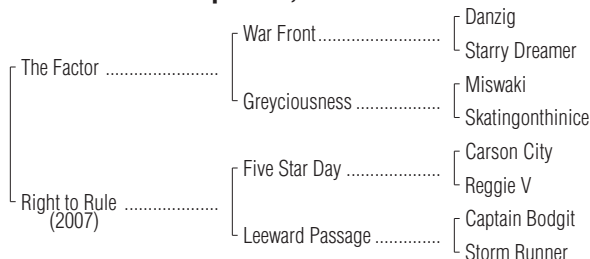 Danzig
War Front
Starry Dreamer
The Factor
Miswaki
Greyciousness
Skatingonthinice
Carson City
Five Star Day
Reggie V
Right to Rule
(2007)
Captain Bodgit
Leeward Passage
Storm Runner